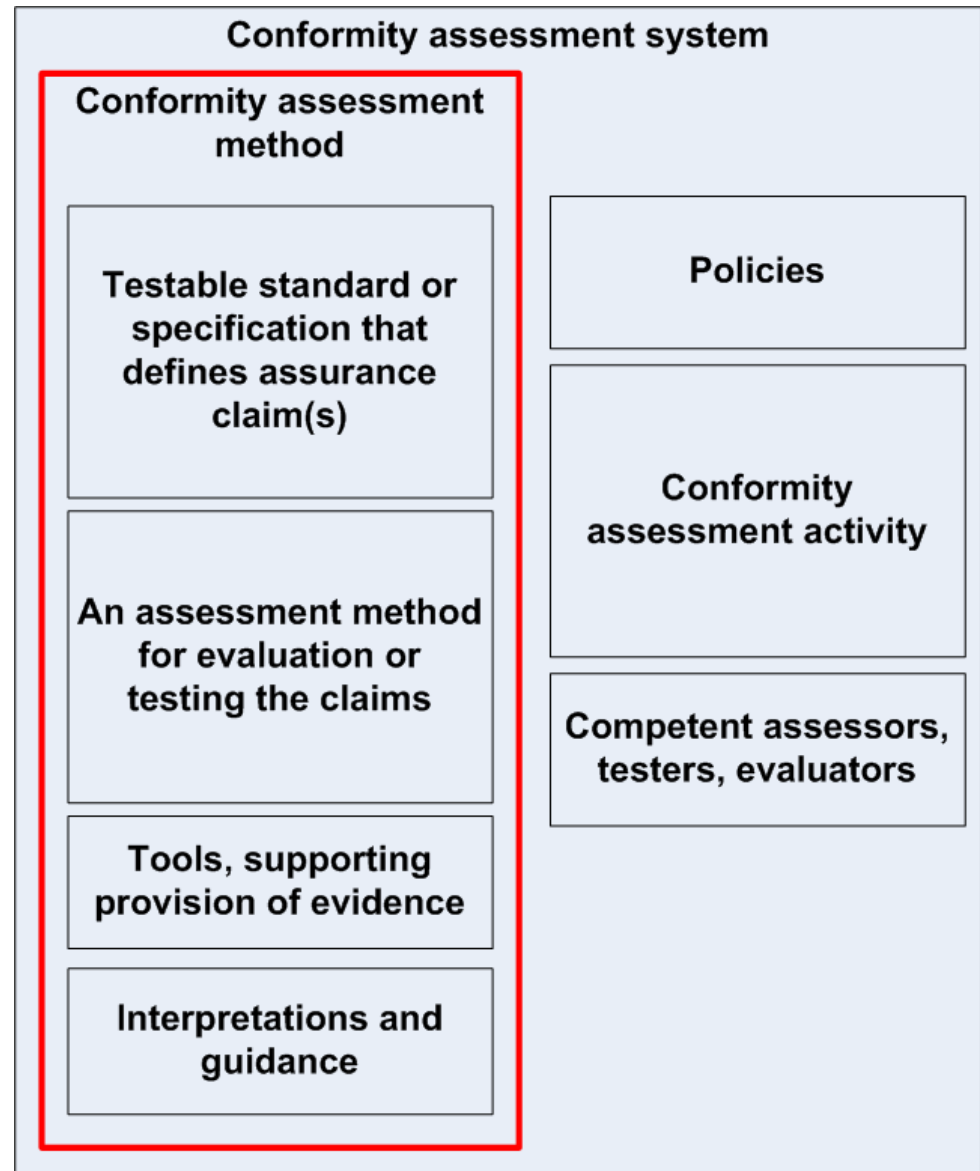 Conformity assessment system
Conformity assessment
method
Testable standard or
specification that
defines assurance
claim(s)
An assessment method
for evaluation or
testing the claims
Tools, supporting
provision of evidence
Interpretations and
guidance
Policies
Conformity
assessment activity
Competent assessors,
testers, evaluators